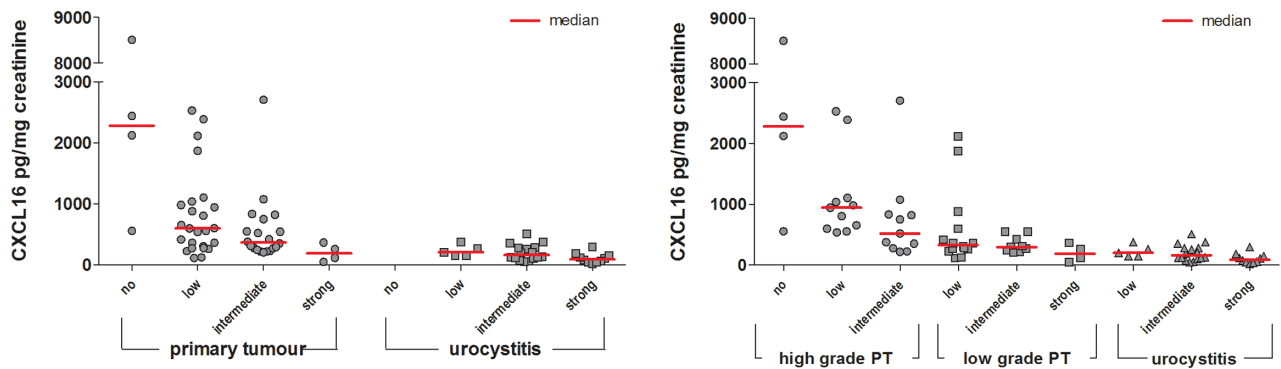 CXCL16 pg/mg creatinine
9000
8000
3000
2000
1000
0
median
no
low
intermediate
strong
no
low
intermediate
strong
primary tumour
urocystitis
CXCL16 pg/mg creatinine
9000
8000
3000
2000
1000
0
median
no
low
intermediate
low
intermediate
strong
low
intermediate
strong
high grade PT
low grade PT
urocystitis